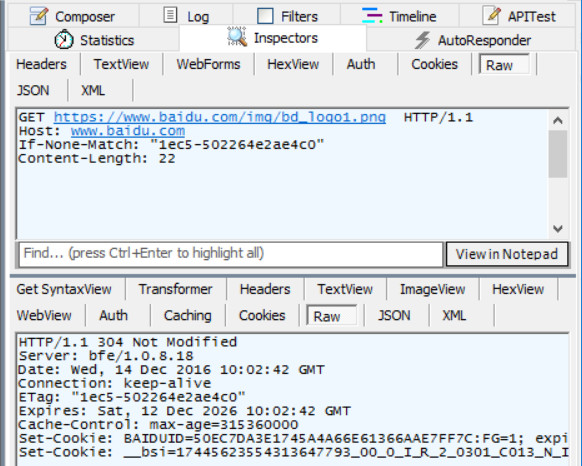 Composer Log Filters Timeline APITest
Statistics Inspectors AutoResponder
Headers TextView WebForms HexView Auth Cookies Raw
JSON XML
GET https://www.baidu.com/img/bd_logo1.png HTTP/1.1
Host: www.baidu.com
If-None-Match: "1ec5-502264e2ae4c0"
Content-Length: 22
Find... (press Ctrl+Enter to highlight all) View in Notepad
Get SyntaxView Transformer Headers TextView ImageView HexView
WebView Auth Caching Cookies Raw JSON XML
HTTP/1.1 304 Not Modified
Server: bfe/1.0.8.18
Date: Wed, 14 Dec 2016 10:02:42 GMT
Connection: keep-alive
ETag: "1ec5-502264e2ae4c0"
Expires: Sat, 12 Dec 2026 10:02:42 GMT
Cache-Control: max-age=315360000
Set-Cookie: BAIDUID=50EC7DA3E1745A4A66E61366AAE7FF7C:FG=1; expi
Set-Cookie: __bsi=17445623554313647793_00_0_I_R_2_0301_C013_N_I